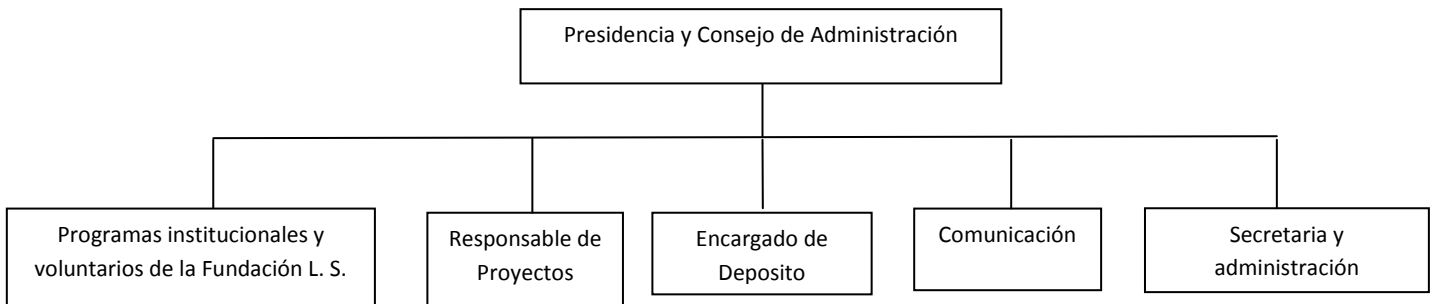 Presidencia y Consejo de Administración
Programas institucionales y
voluntarios de la Fundación L. S.
Responsable de
Proyectos
Encargado de
Deposito
Comunicación
Secretaria y
administración